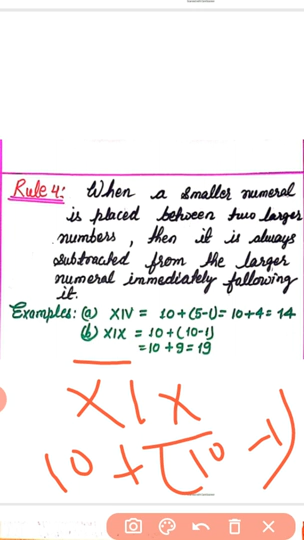 Rule 4: When a smaller numeral
is placed between two larger
numbers, then it is always
subtracted from the larger
numeral immediately following
it.
Examples: (a) XIV = 10+(5-1)= 10+4= 14
(b) XIX = 10+(10-1)
=10+9=19
XIX
10+(10-1)